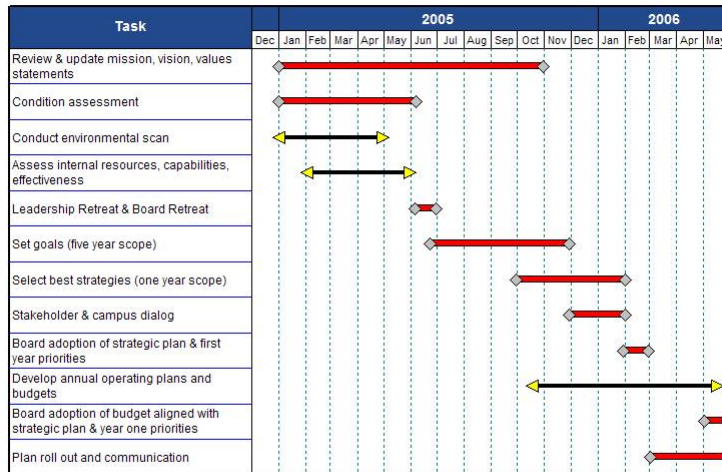 Task
2005
2006
Dec Jan Feb Mar Apr May Jun Jul Aug Sep Oct Nov Dec Jan Feb Mar Apr May
Review & update mission, vision, values
statements
Condition assessment
Conduct environmental scan
Assess internal resources, capabilities,
effectiveness
Leadership Retreat & Board Retreat
Set goals (five year scope)
Select best strategies (one year scope)
Stakeholder & campus dialog
Board adoption of strategic plan & first
year priorities
Develop annual operating plans and
budgets
Board adoption of budget aligned with
strategic plan & year one priorities
Plan roll out and communication